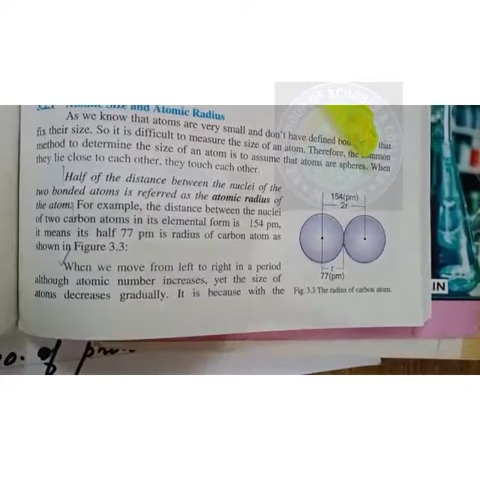 3.2.1 Atomic Size and Atomic Radius
As we know that atoms are very small and don't have defined that
fix their size. So it is difficult to measure the size of an atom. Therefore, the common
method to determine the size of an atom is to assume that atoms are spheres. When
they lie close to each other, they touch each other.
Half of the distance between the nuclei of the
two bonded atoms is referred as the atomic radius of
the atom. For example, the distance between the nuclei
of two carbon atoms in its elemental form is 154 pm,
it means its half 77 pm is radius of carbon atom as
shown in Figure 3.3:
When we move from left to right in a period
although atomic number increases, yet the size of
atoms decreases gradually. It is because with the
154(pm)
2r
r
77(pm)
Fig. 3.3 The radius of carbon atom.
IN
o. of